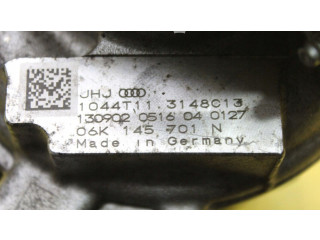 JHJ
1044T11.3148C13
130902 0516 04 0127
06K 145 701 N
Made in Germany